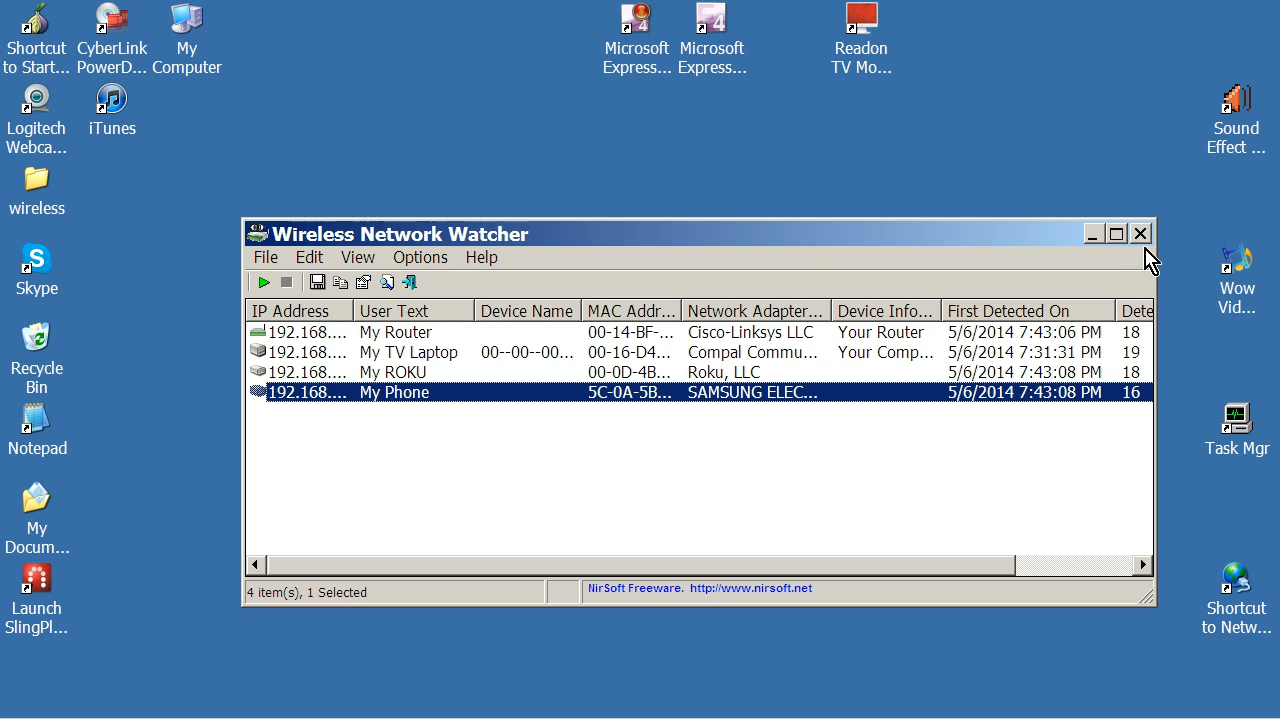 Shortcut to Start...
CyberLink PowerD...
My Computer
Microsoft Express...
Microsoft Express...
Readon TV Mo...
Logitech Webca...
iTunes
Sound Effect ...
wireless
Skype
Wow Vid...
Recycle Bin
Notepad
Task Mgr
My Docum...
Launch SlingPl...
Shortcut to Netw...
Wireless Network Watcher
File Edit View Options Help
IP Address User Text Device Name MAC Addr... Network Adapter... Device Info... First Detected On Dete
192.168.... My Router 00-14-BF-... Cisco-Linksys LLC Your Router 5/6/2014 7:43:06 PM 18
192.168.... My TV Laptop 00--00--00... 00-16-D4... Compal Commu... Your Comp... 5/6/2014 7:31:31 PM 19
192.168.... My ROKU 00-0D-4B... Roku, LLC 5/6/2014 7:43:08 PM 18
192.168.... My Phone 5C-0A-5B... SAMSUNG ELEC... 5/6/2014 7:43:08 PM 16
4 item(s), 1 Selected NirSoft Freeware. http://www.nirsoft.net